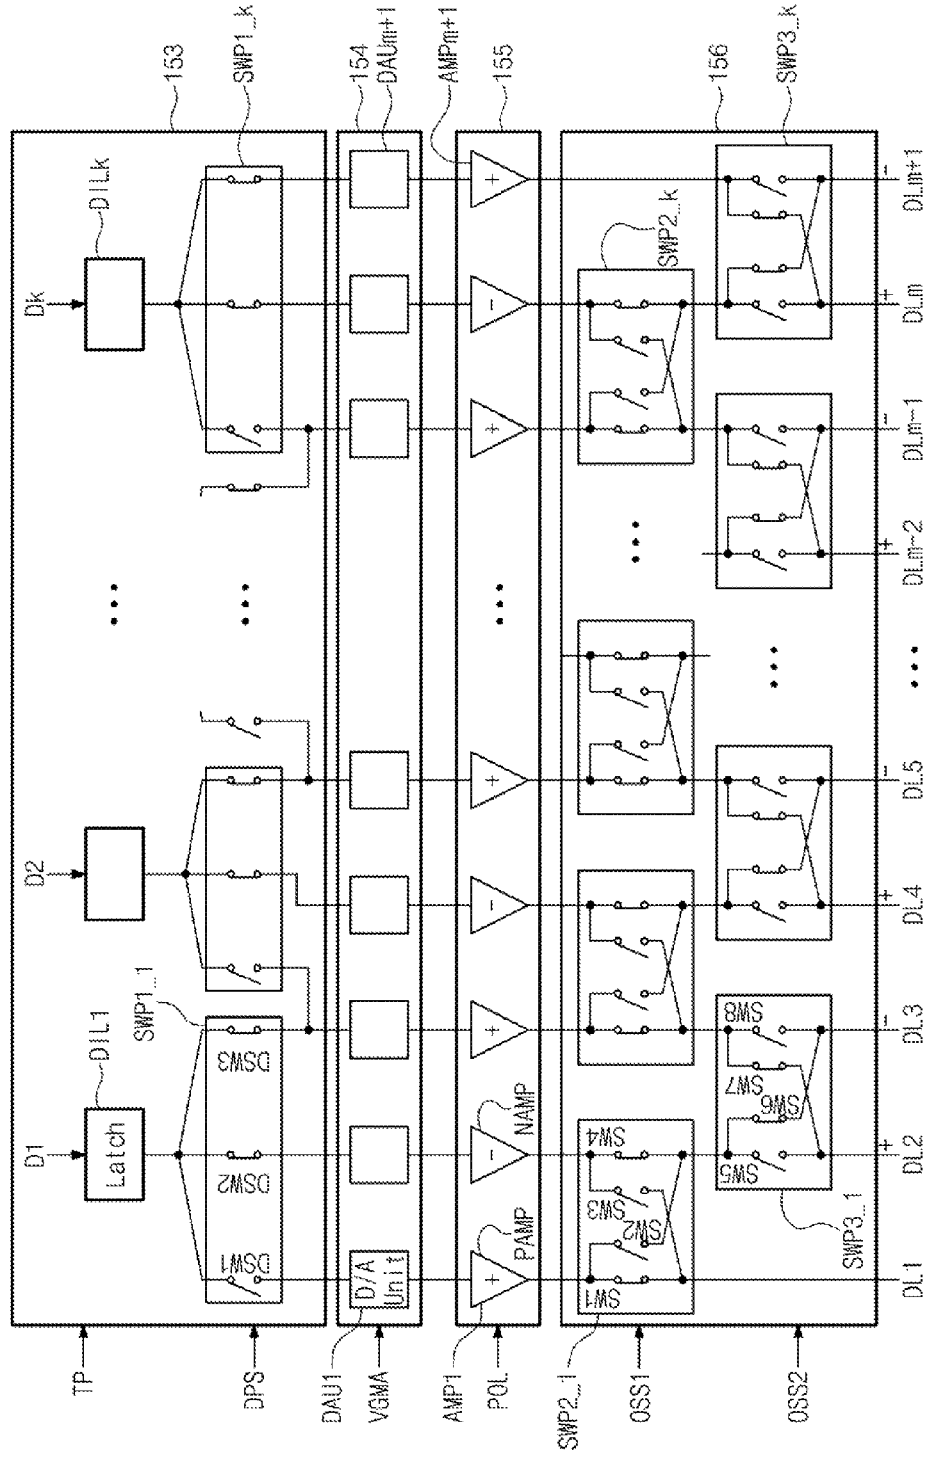 153
SWP1_k
154
DAUm+1
AMPm+1
155
156
SWP3_k
Dk
DILk
SWP2_k
+
-
+
DLm+1
-
DLm
+
DLm-1
-
DLm-2
+
D2
+
-
+
DL5
-
DL4
+
DL3
-
DL2
+
DL1
D1
DIL1
Latch
SWP1_1
DSW1
DSW2
DSW3
D/A
Unit
+
-
PAMP
NAMP
SW1
SW2
SW3
SW4
SW5
SW6
SW7
SW8
SWP3_1
TP
DPS
DAU1
VGMA
AMP1
POL
SWP2_1
OSS1
OSS2